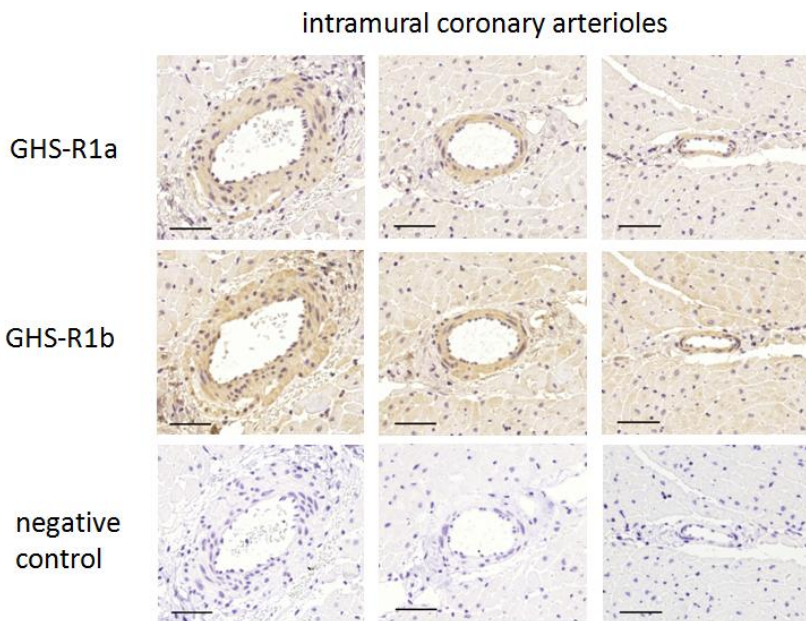 intramural coronary arterioles
GHS-R1a
GHS-R1b
negative
control